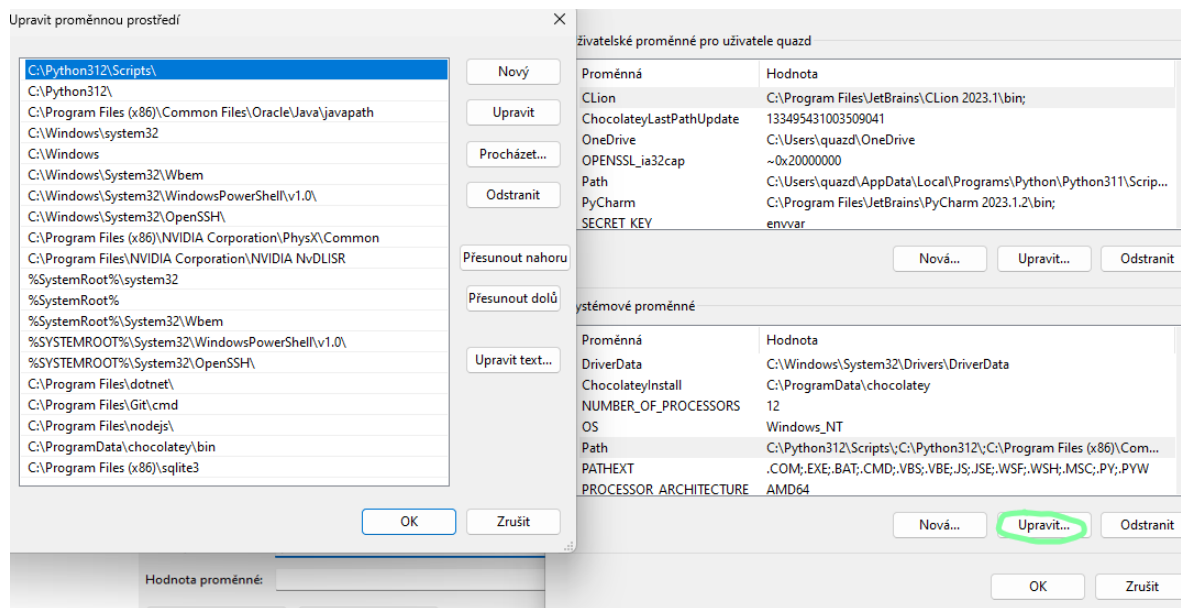 Upravit proměnnou prostředí
C:\Python312\Scripts\
C:\Python312\
C:\Program Files (x86)\Common Files\Oracle\Java\javapath
C:\Windows\system32
C:\Windows
C:\Windows\System32\Wbem
C:\Windows\System32\WindowsPowerShell\v1.0\
C:\Windows\System32\OpenSSH\
C:\Program Files (x86)\NVIDIA Corporation\PhysX\Common
C:\Program Files\NVIDIA Corporation\NVIDIA NvDLISR
%SystemRoot%\system32
%SystemRoot%
%SystemRoot%\System32\Wbem
%SYSTEMROOT%\System32\WindowsPowerShell\v1.0\
%SYSTEMROOT%\System32\OpenSSH\
C:\Program Files\dotnet\
C:\Program Files\Git\cmd
C:\Program Files\nodejs\
C:\ProgramData\chocolatey\bin
C:\Program Files (x86)\sqlite3
Nový
Upravit
Procházet...
Odstranit
Přesunout nahoru
Přesunout dolů
Upravit text...
OK Zrušit
Hodnota proměnné:
živatelské proměnné pro uživatele quazd
Proměnná Hodnota
CLion C:\Program Files\JetBrains\CLion 2023.1\bin;
ChocolateyLastPathUpdate 133495431003509041
OneDrive C:\Users\quazd\OneDrive
OPENSSL_ia32cap ~0x20000000
Path C:\Users\quazd\AppData\Local\Programs\Python\Python311\Scrip...
PyCharm C:\Program Files\JetBrains\PyCharm 2023.1.2\bin;
SECRET KEY envvar
Nová... Upravit... Odstranit
ystémové proměnné
Proměnná Hodnota
DriverData C:\Windows\System32\Drivers\DriverData
ChocolateyInstall C:\ProgramData\chocolatey
NUMBER_OF_PROCESSORS 12
OS Windows_NT
Path C:\Python312\Scripts\;C:\Python312\;C:\Program Files (x86)\Com...
PATHEXT .COM;.EXE;.BAT;.CMD;.VBS;.VBE;.JS;.JSE;.WSF;.WSH;.MSC;.PY;.PYW
PROCESSOR ARCHITECTURE AMD64
Nová... Upravit... Odstranit
OK Zrušit